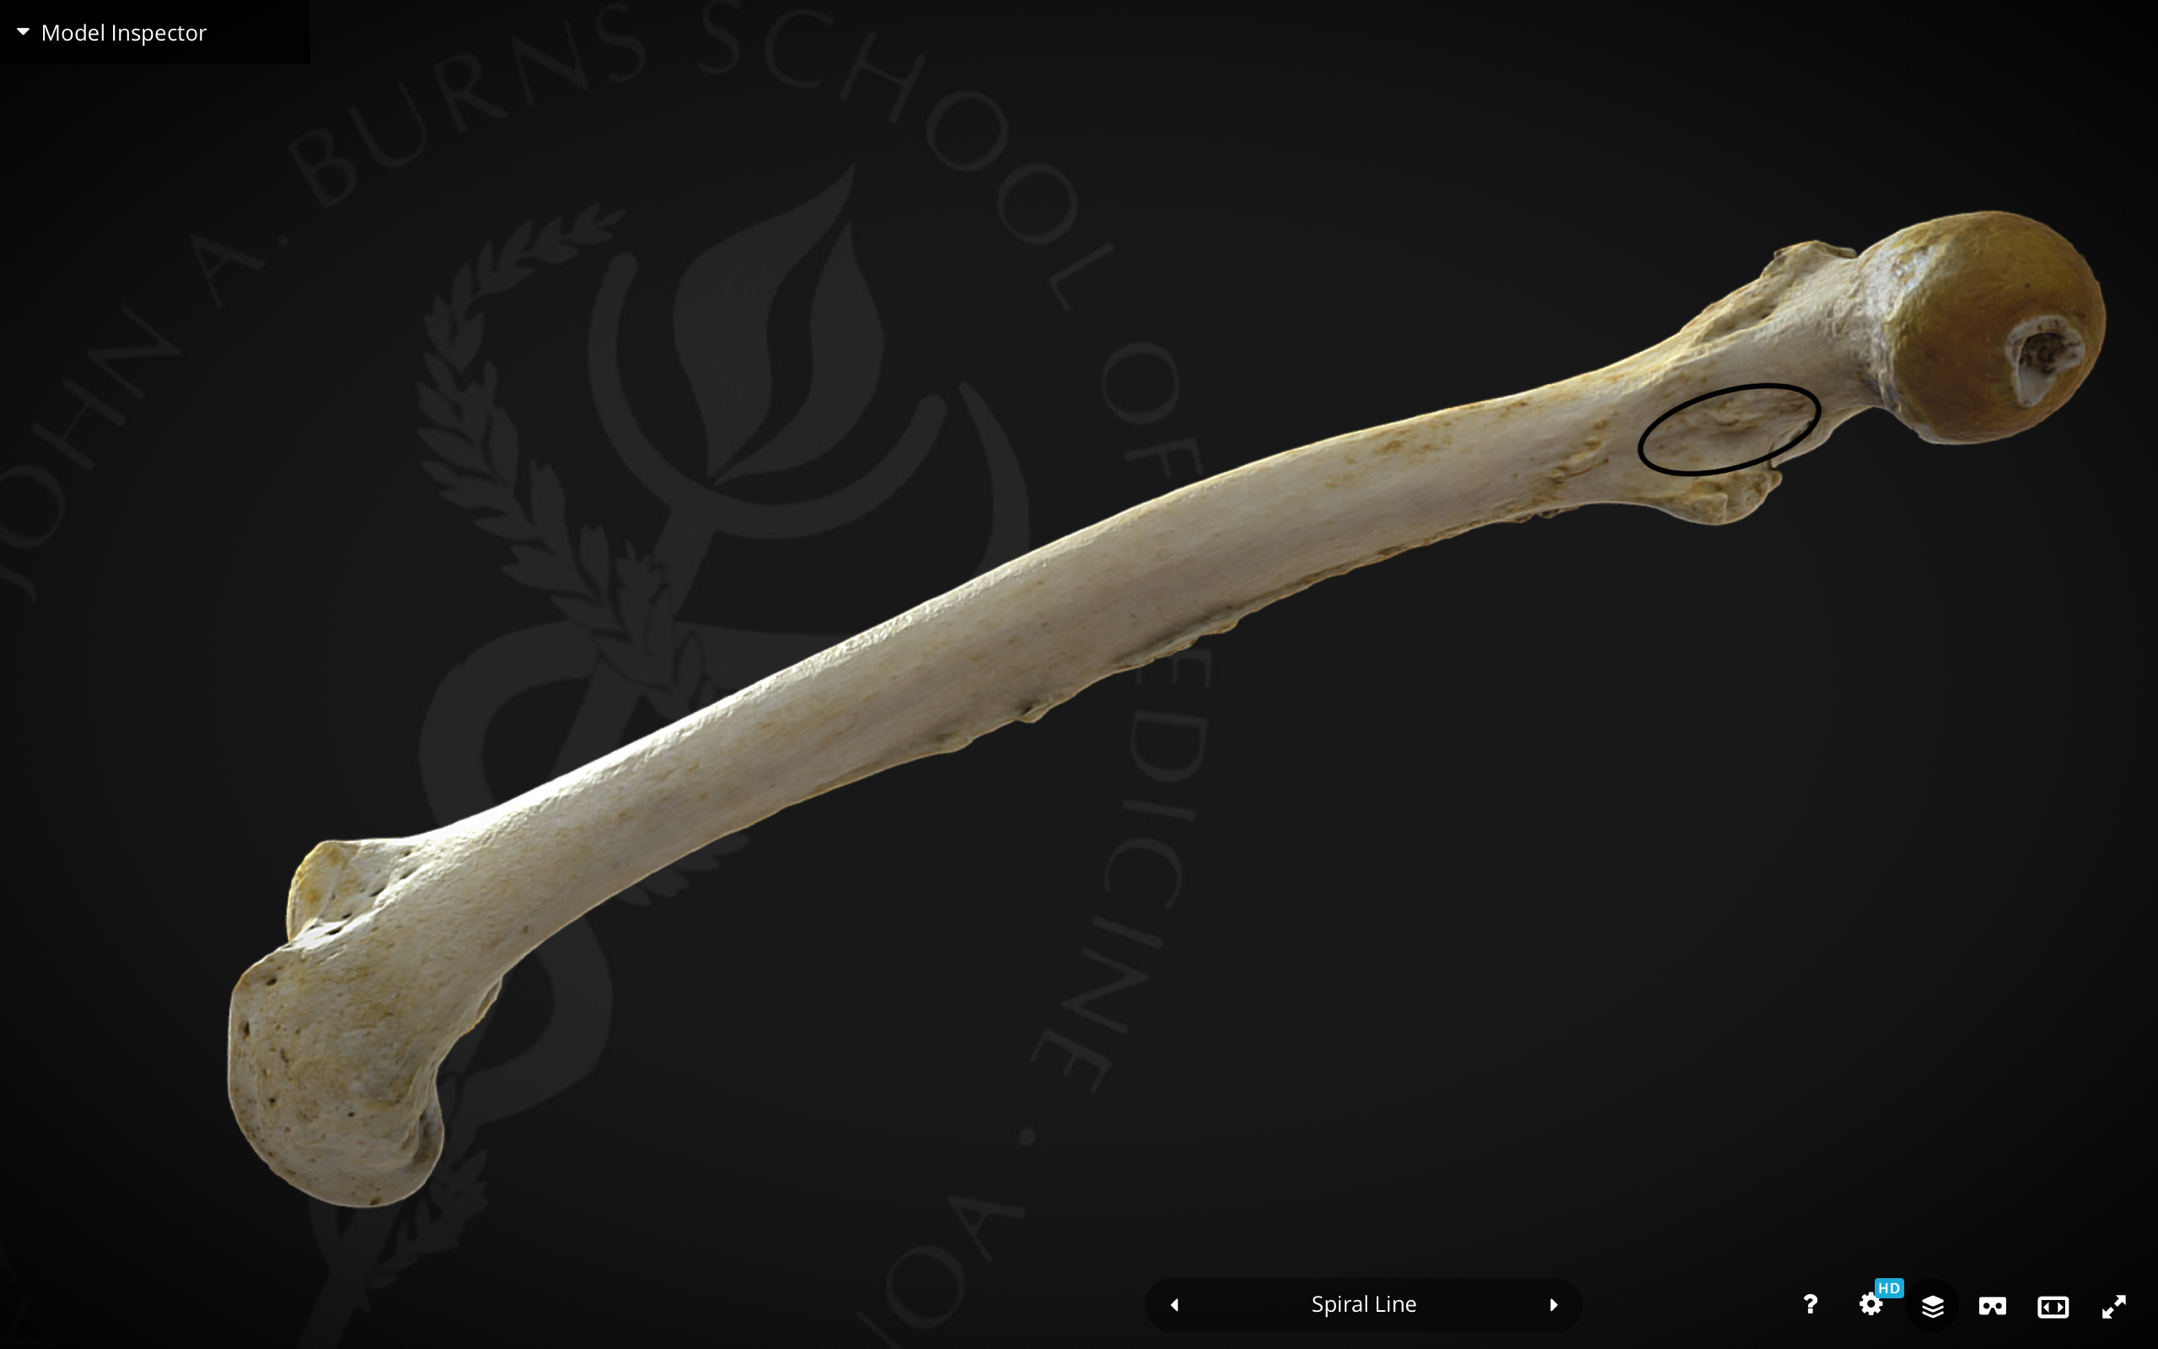 Model Inspector
JOHN A. BURNS SCHOOL OF MEDICINE
Spiral Line
?
HD